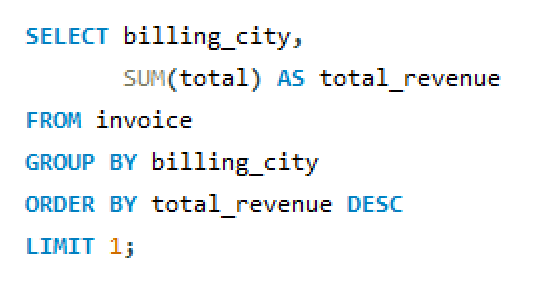 SELECT billing_city,
       SUM(total) AS total_revenue
FROM invoice
GROUP BY billing_city
ORDER BY total_revenue DESC
LIMIT 1;